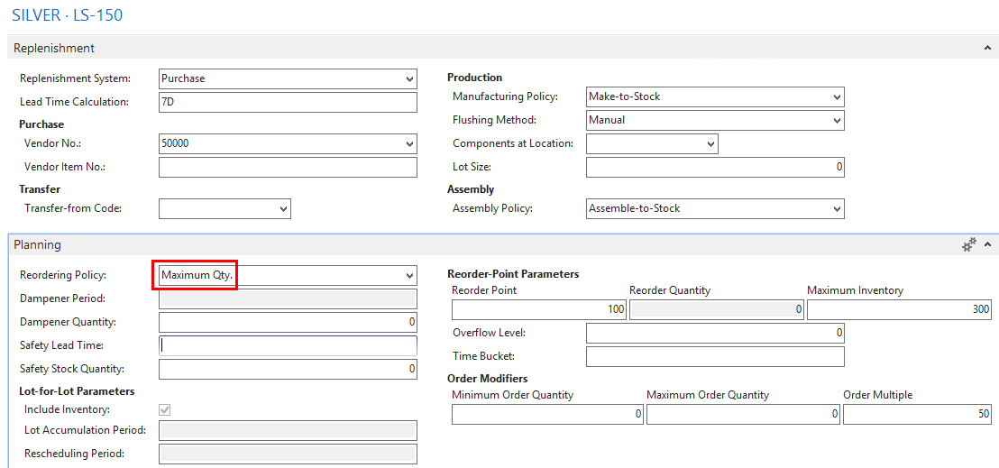 SILVER · LS-150
Replenishment
Replenishment System: Purchase
Lead Time Calculation: 7D
Purchase
Vendor No.: 50000
Vendor Item No.:
Transfer
Transfer-from Code:
Production
Manufacturing Policy: Make-to-Stock
Flushing Method: Manual
Components at Location:
Lot Size: 0
Assembly
Assembly Policy: Assemble-to-Stock
Planning
Reordering Policy: Maximum Qty.
Dampener Period:
Dampener Quantity: 0
Safety Lead Time:
Safety Stock Quantity: 0
Lot-for-Lot Parameters
Include Inventory:
Lot Accumulation Period:
Rescheduling Period:
Reorder-Point Parameters
Reorder Point Reorder Quantity Maximum Inventory
100 0 300
Overflow Level: 0
Time Bucket:
Order Modifiers
Minimum Order Quantity Maximum Order Quantity Order Multiple
0 0 50